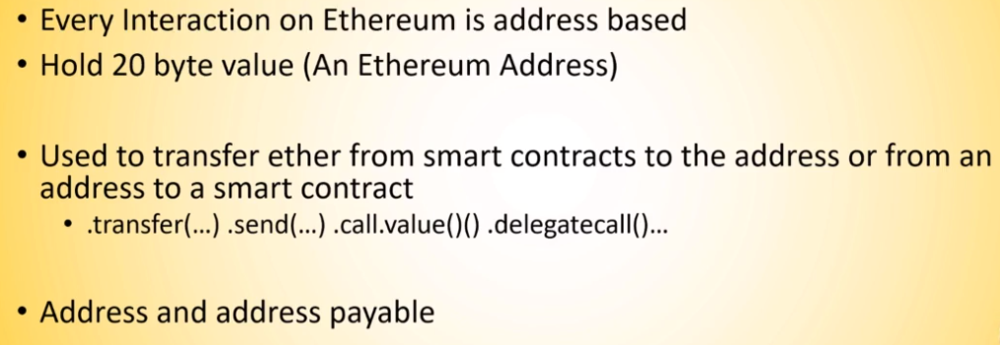 • Every Interaction on Ethereum is address based
• Hold 20 byte value (An Ethereum Address)
• Used to transfer ether from smart contracts to the address or from an
address to a smart contract
• .transfer(...) .send(...) .call.value()() .delegatecall()...
• Address and address payable